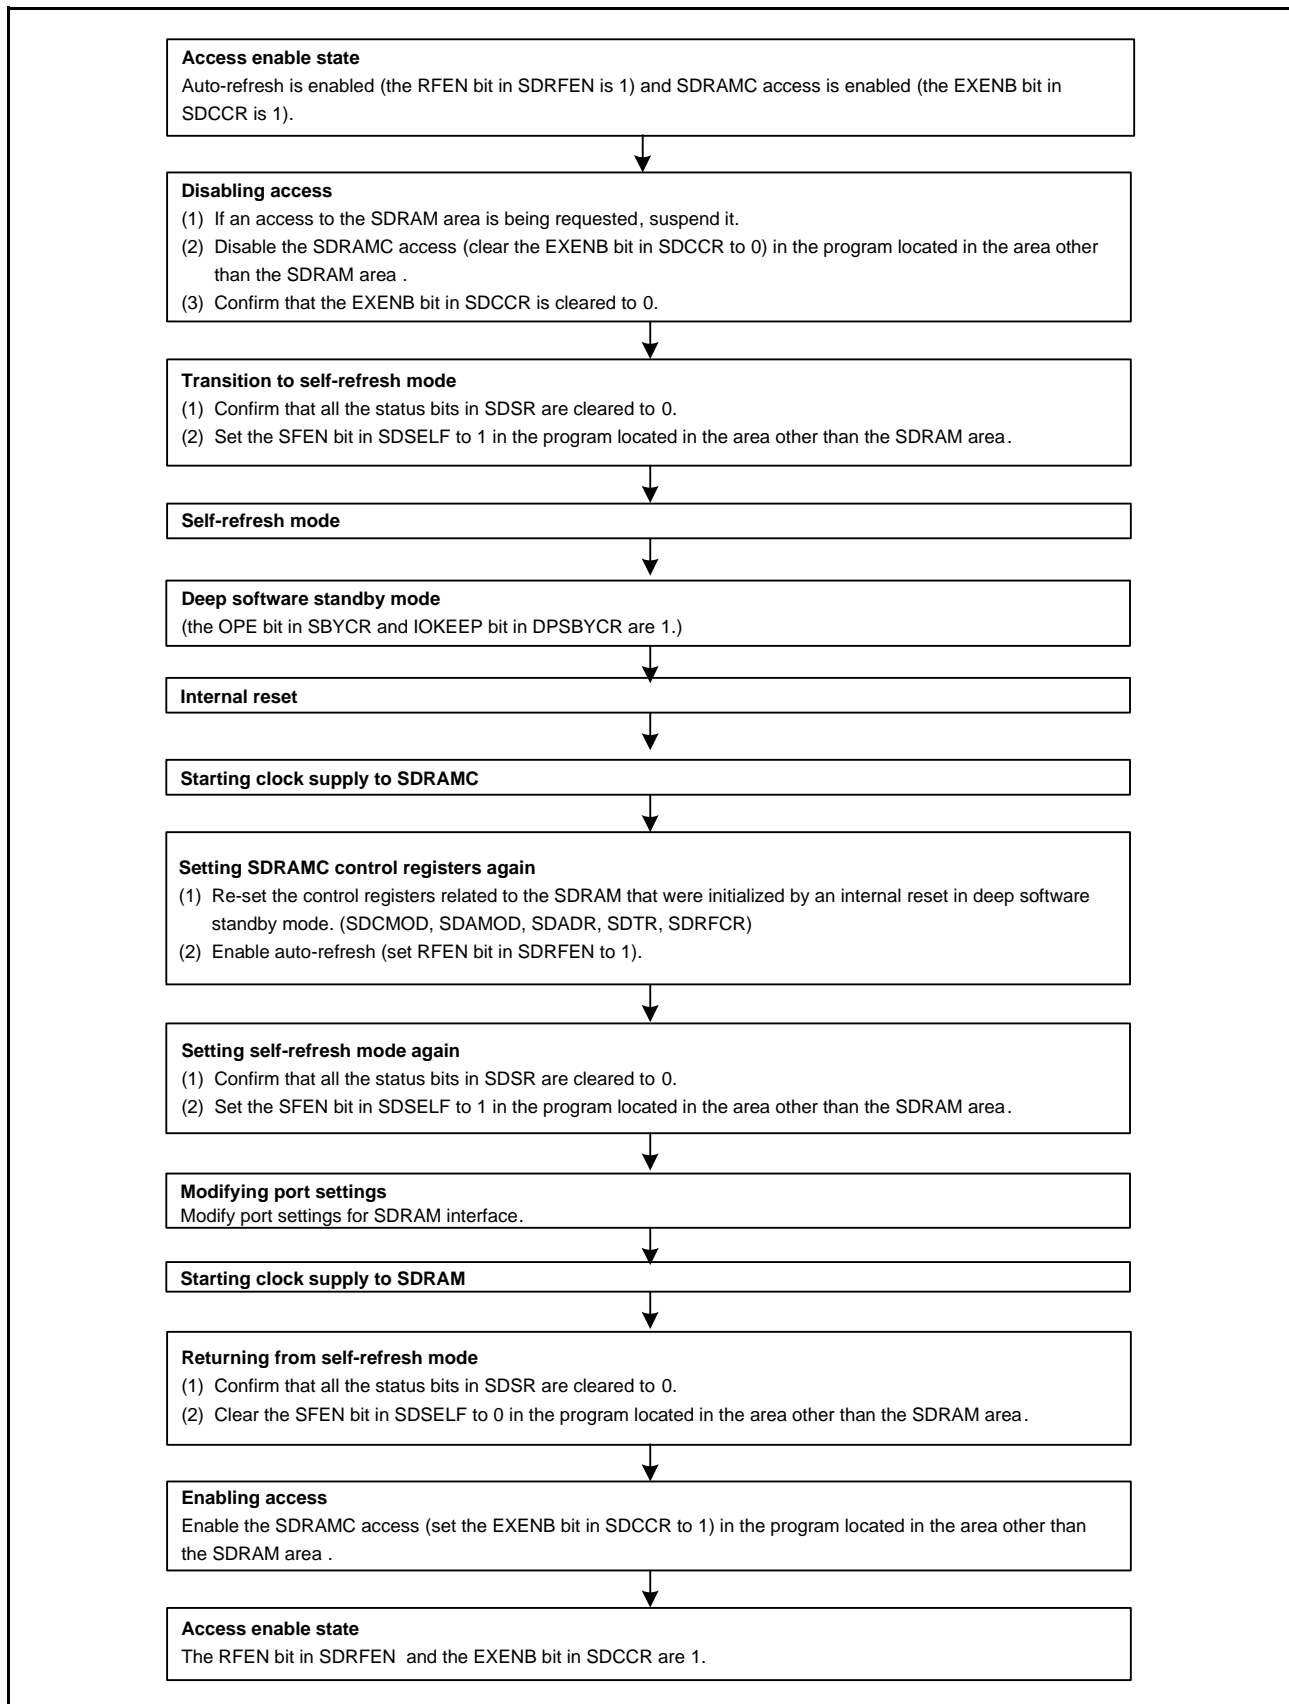 Access enable state
Auto-refresh is enabled (the RFEN bit in SDRFEN is 1) and SDRAMC access is enabled (the EXENB bit in
SDCCR is 1).
Disabling access
(1) If an access to the SDRAM area is being requested, suspend it.
(2) Disable the SDRAMC access (clear the EXENB bit in SDCCR to 0) in the program located in the area other
than the SDRAM area .
(3) Confirm that the EXENB bit in SDCCR is cleared to 0.
Transition to self-refresh mode
(1) Confirm that all the status bits in SDSR are cleared to 0.
(2) Set the SFEN bit in SDSELF to 1 in the program located in the area other than the SDRAM area.
Self-refresh mode
Deep software standby mode
(the OPE bit in SBYCR and IOKEEP bit in DPSBYCR are 1.)
Internal reset
Starting clock supply to SDRAMC
Setting SDRAMC control registers again
(1) Re-set the control registers related to the SDRAM that were initialized by an internal reset in deep software
standby mode. (SDCMOD, SDAMOD, SDADR, SDTR, SDRFCR)
(2) Enable auto-refresh (set RFEN bit in SDRFEN to 1).
Setting self-refresh mode again
(1) Confirm that all the status bits in SDSR are cleared to 0.
(2) Set the SFEN bit in SDSELF to 1 in the program located in the area other than the SDRAM area.
Modifying port settings
Modify port settings for SDRAM interface.
Starting clock supply to SDRAM
Returning from self-refresh mode
(1) Confirm that all the status bits in SDSR are cleared to 0.
(2) Clear the SFEN bit in SDSELF to 0 in the program located in the area other than the SDRAM area.
Enabling access
Enable the SDRAMC access (set the EXENB bit in SDCCR to 1) in the program located in the area other than
the SDRAM area .
Access enable state
The RFEN bit in SDRFEN and the EXENB bit in SDCCR are 1.